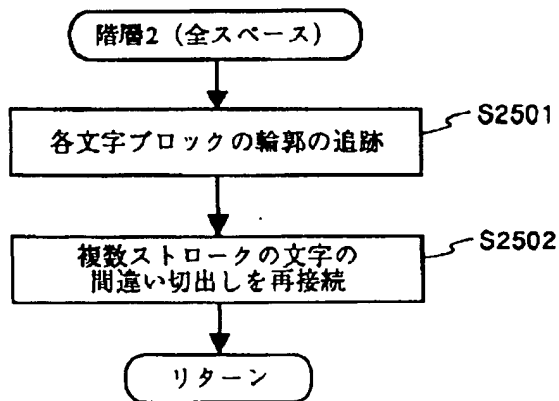 階層2(全スペース)
各文字ブロックの輪郭の追跡
S2501
複数ストロークの文字の
間違い切出しを再接続
S2502
リターン